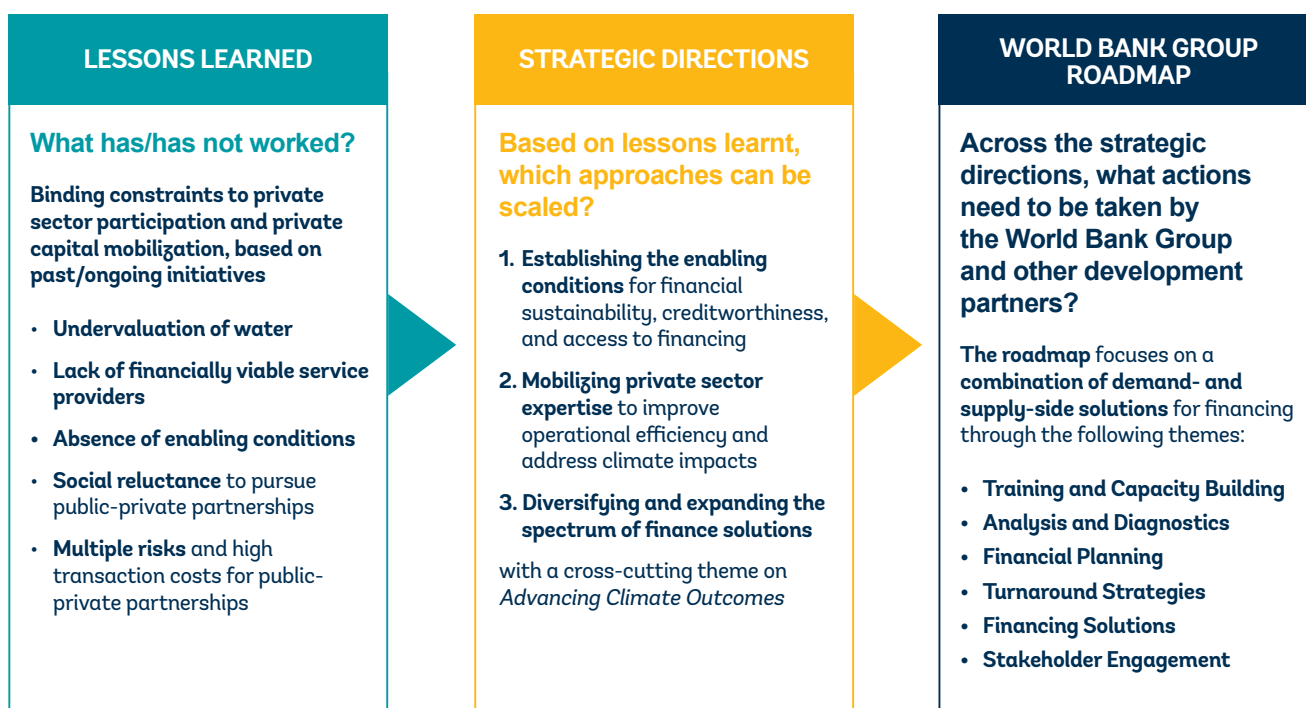 LESSONS LEARNED
What has/has not worked?
Binding constraints to private
sector participation and private
capital mobilization, based on
past/ongoing initiatives
• Undervaluation of water
• Lack of financially viable service
providers
• Absence of enabling conditions
• Social reluctance to pursue
public-private partnerships
• Multiple risks and high
transaction costs for public-
private partnerships
STRATEGIC DIRECTIONS
Based on lessons learnt,
which approaches can be
scaled?
1. Establishing the enabling
conditions for financial
sustainability, creditworthiness,
and access to financing
2. Mobilizing private sector
expertise to improve
operational efficiency and
address climate impacts
3. Diversifying and expanding the
spectrum of finance solutions
with a cross-cutting theme on
Advancing Climate Outcomes
WORLD BANK GROUP
ROADMAP
Across the strategic
directions, what actions
need to be taken by
the World Bank Group
and other development
partners?
The roadmap focuses on a
combination of demand- and
supply-side solutions for financing
through the following themes:
• Training and Capacity Building
• Analysis and Diagnostics
• Financial Planning
• Turnaround Strategies
• Financing Solutions
• Stakeholder Engagement